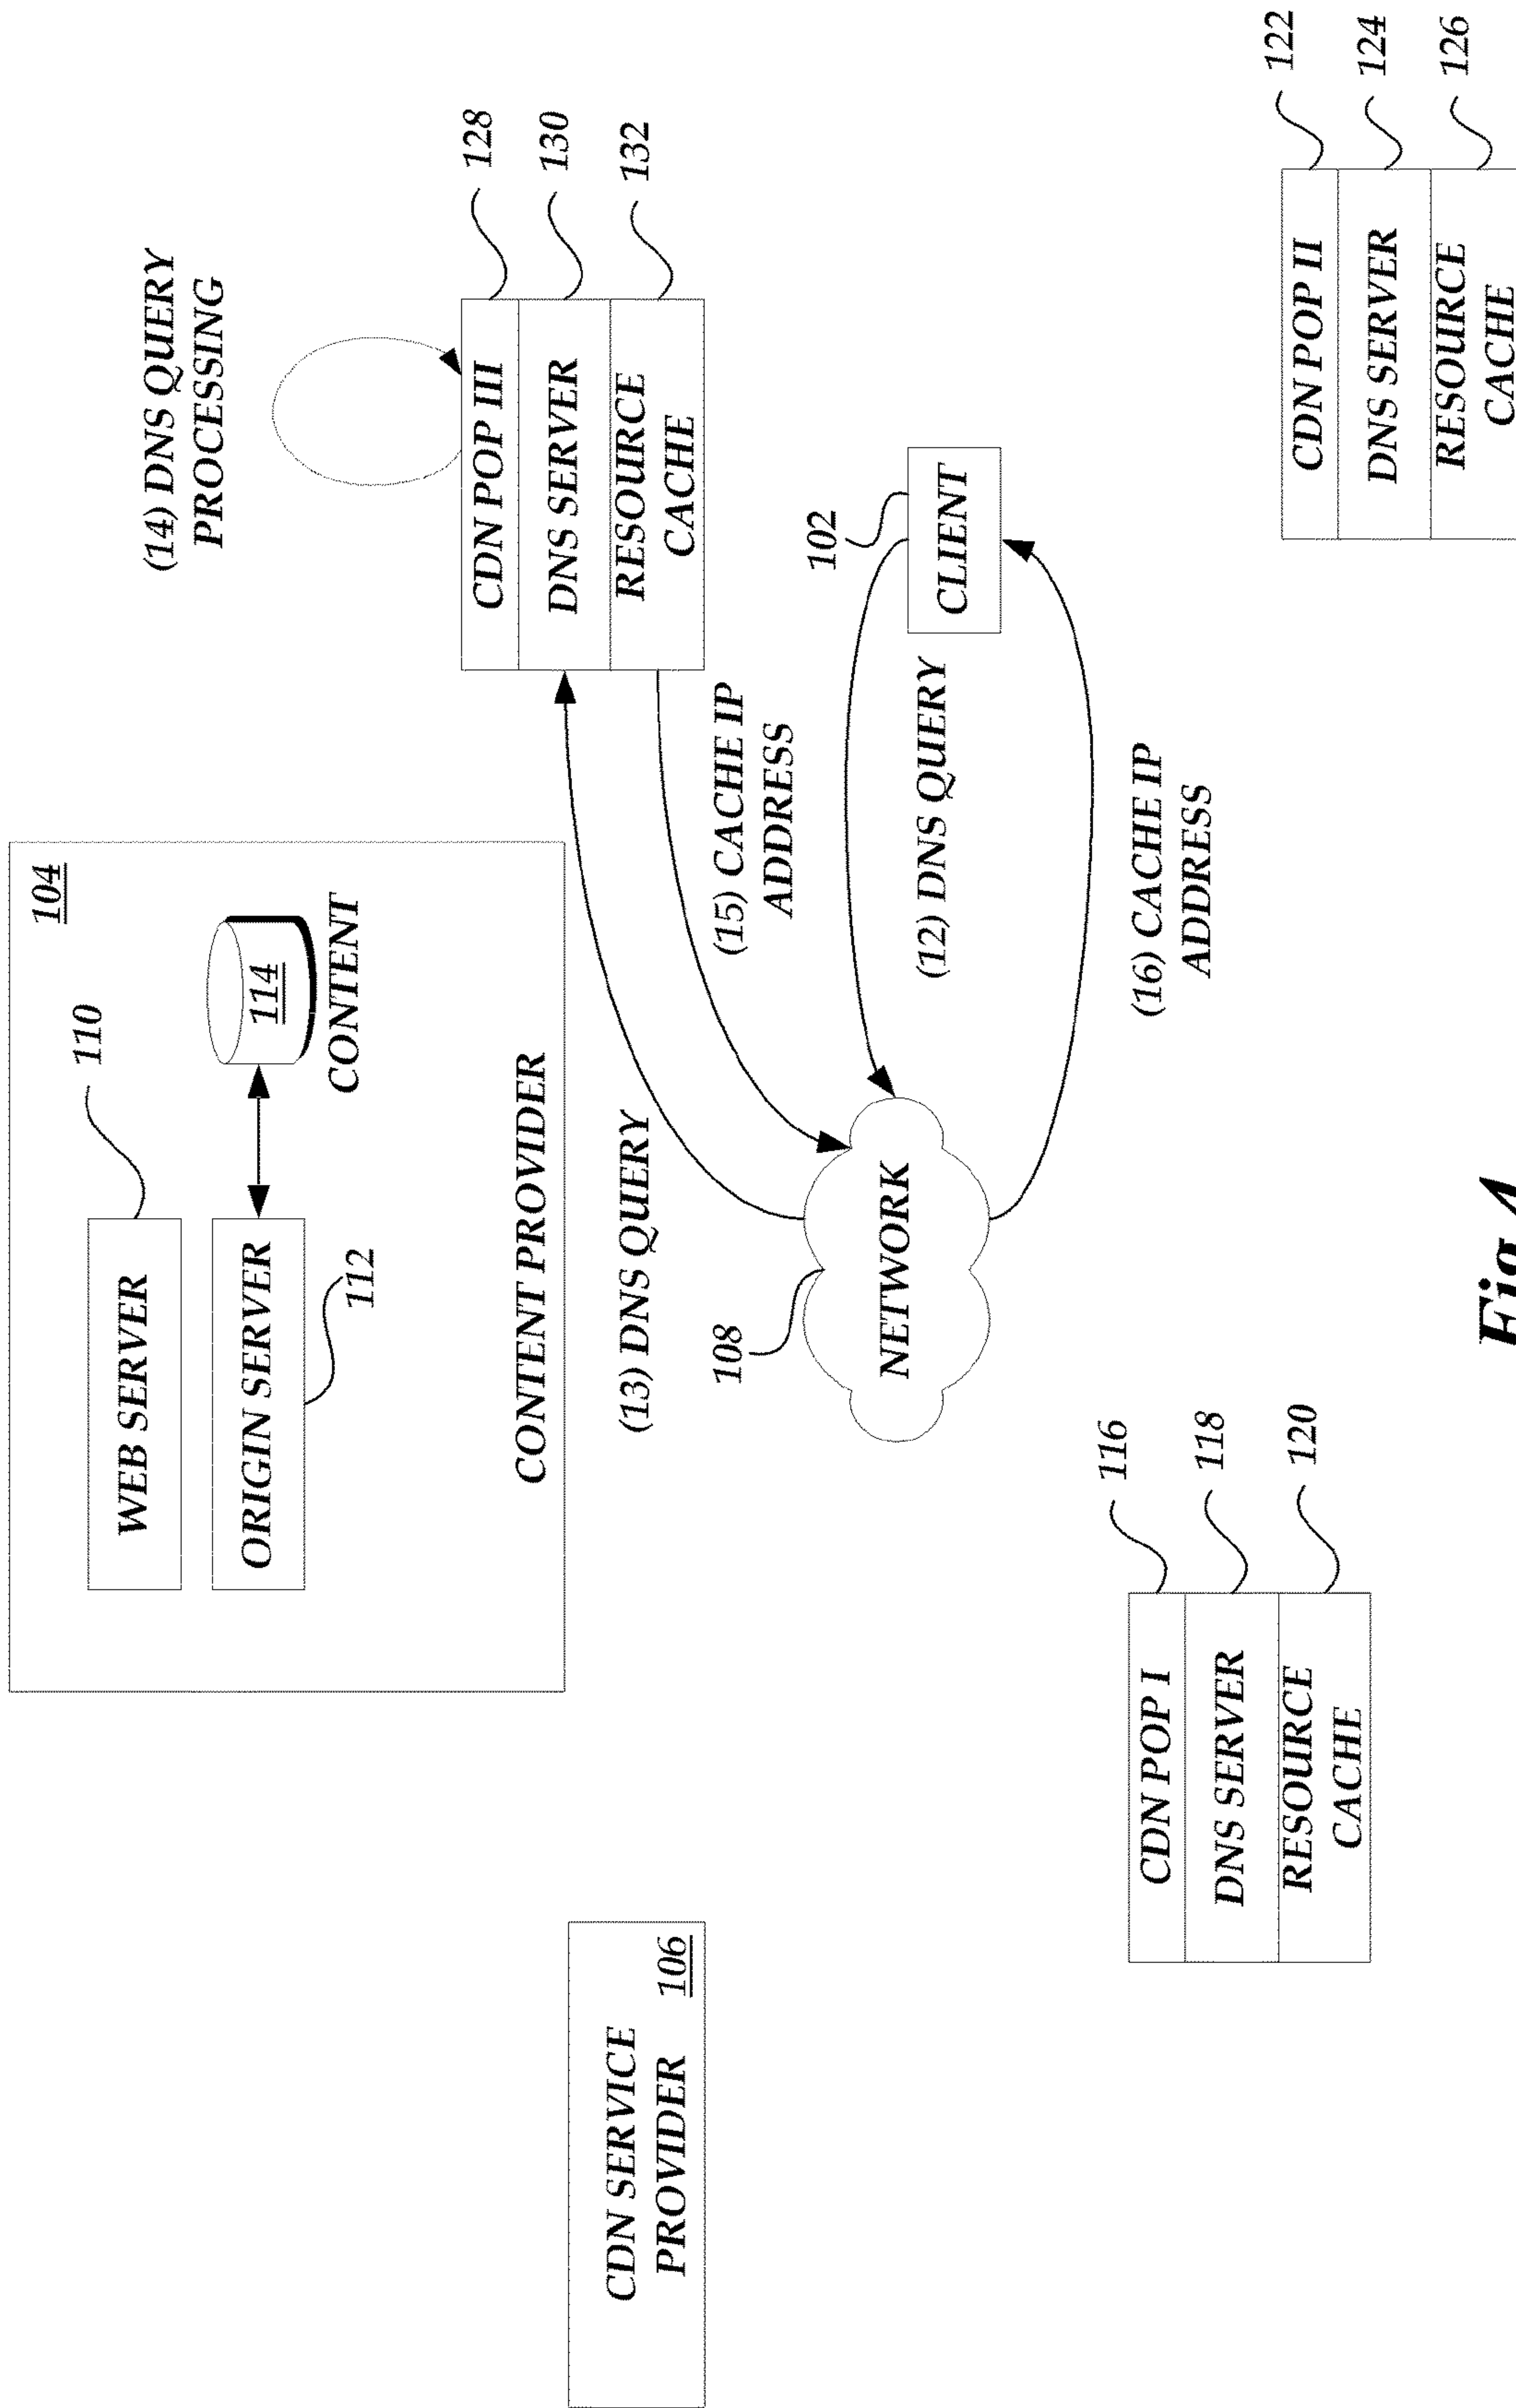 104
WEB SERVER
110
ORIGIN SERVER
112
114
CONTENT
CONTENT PROVIDER
CDN SERVICE
PROVIDER
106
(14) DNS QUERY
PROCESSING
CDN POP III
DNS SERVER
RESOURCE
CACHE
128
130
132
(13) DNS QUERY
(15) CACHE IP
ADDRESS
108
NETWORK
102
CLIENT
(12) DNS QUERY
(16) CACHE IP
ADDRESS
CDN POP I
DNS SERVER
RESOURCE
CACHE
116
118
120
CDN POP II
DNS SERVER
RESOURCE
CACHE
122
124
126
Fig.4.